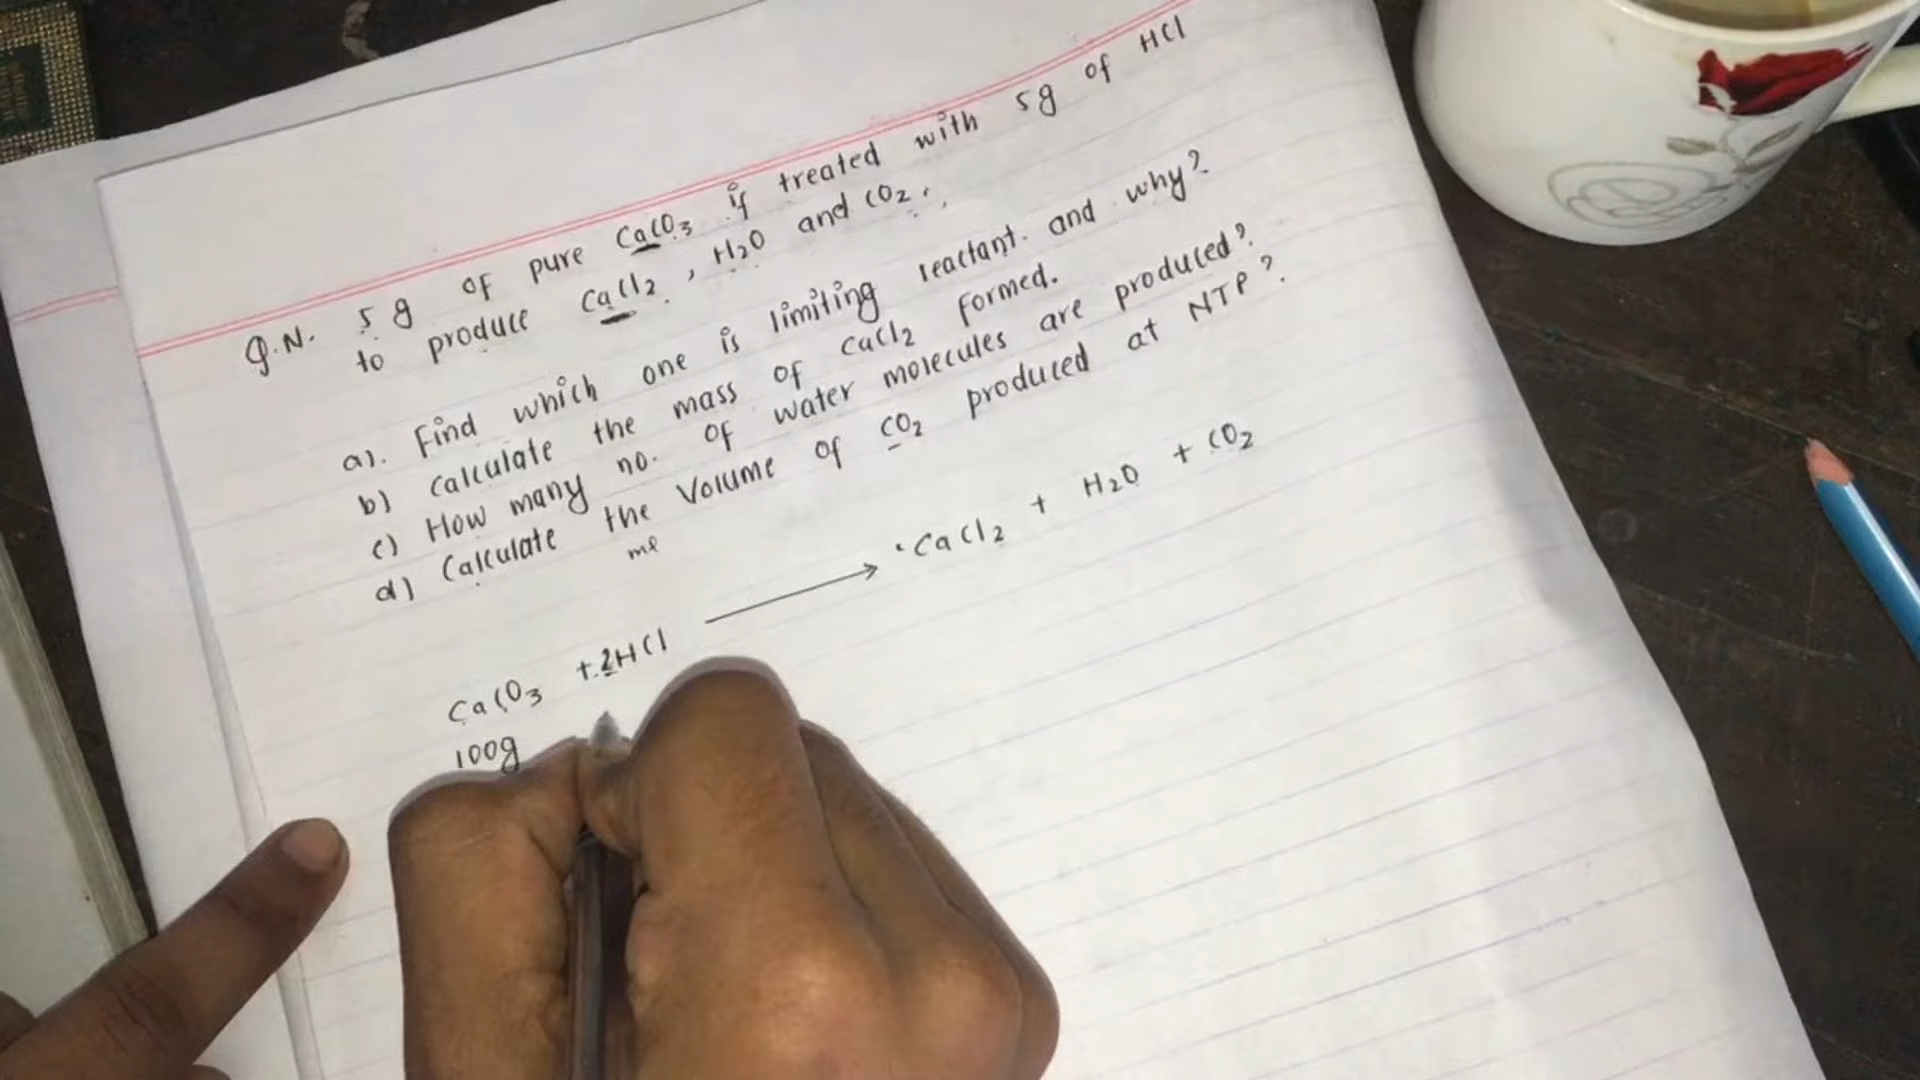 Q.N. 5 g of pure CaCO3 is treated with 5g of HCl
to produce CaCl2, H2O and CO2.
a). Find which one is limiting reactant. and why?
b) Calculate the mass of CaCl2 formed.
c) How many no. of water molecules are produced?
d) Calculate the Volume of CO2 produced at NTP?
ml
CaCO3 + 2HCl → CaCl2 + H2O + CO2
100g